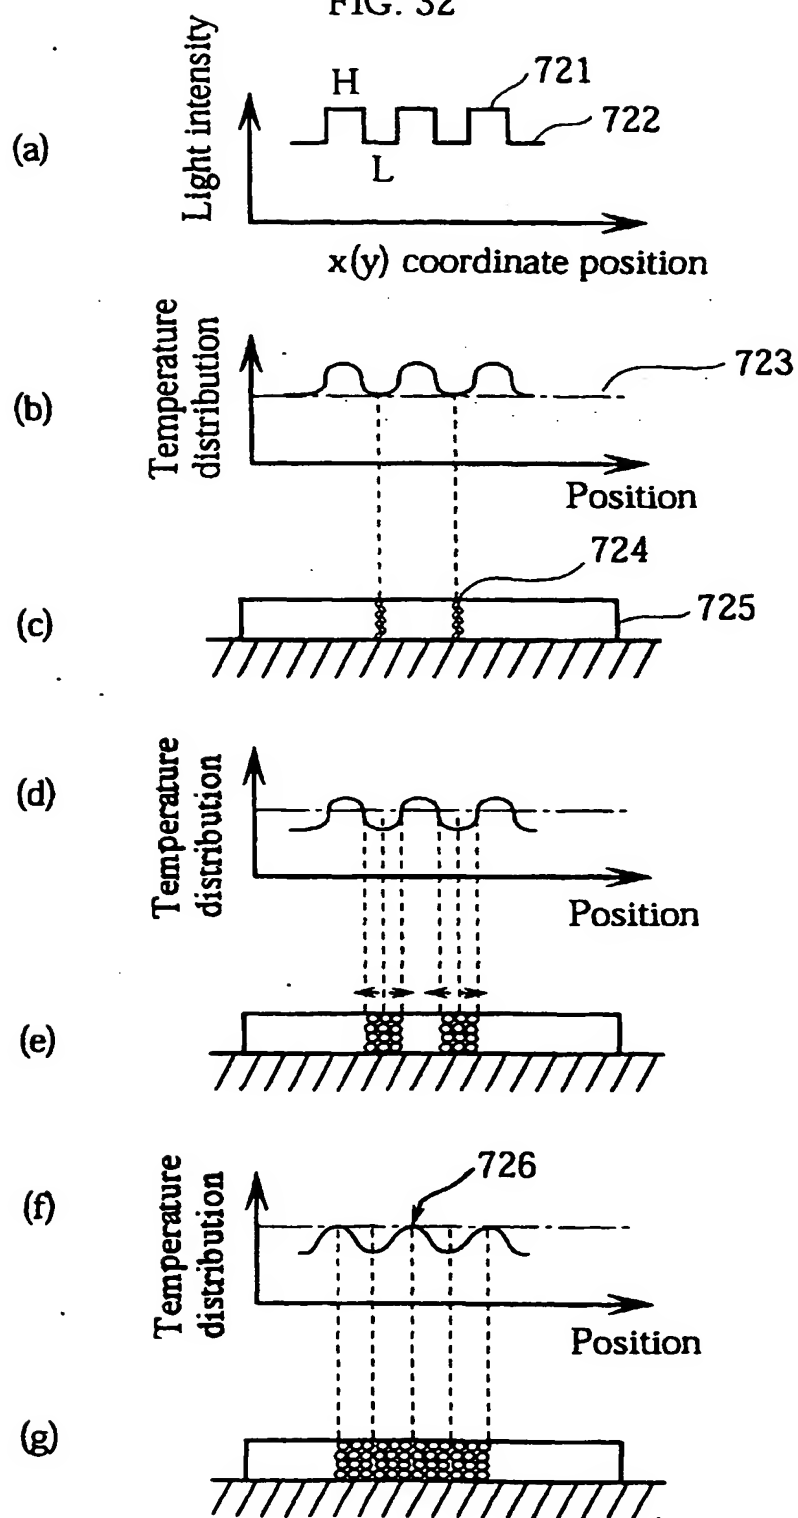 FIG. 32
(a)
Light intensity
H
L
721
722
x(y) coordinate position
(b)
Temperature
distribution
723
Position
(c)
724
725
(d)
Temperature
distribution
Position
(e)
(f)
Temperature
distribution
726
Position
(g)